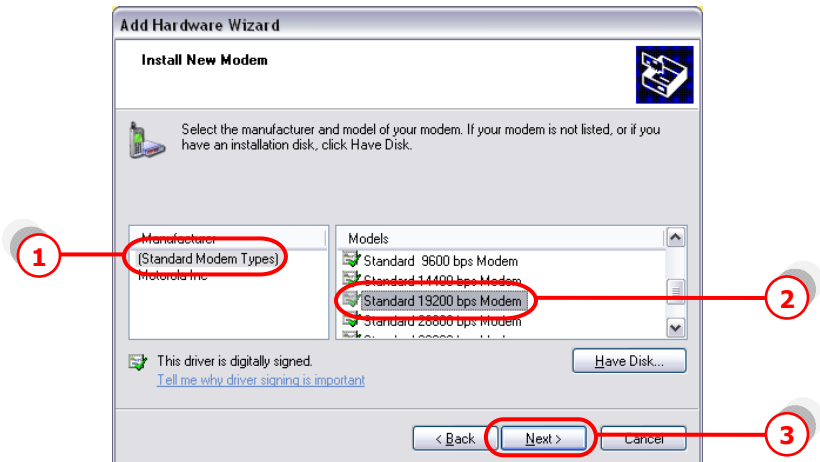 Add Hardware Wizard
Install New Modem
Select the manufacturer and model of your modem. If your modem is not listed, or if you
have an installation disk, click Have Disk.
Manufacturer
Models
(Standard Modem Types)
Motorola Inc
Standard 9600 bps Modem
Standard 14400 bps Modem
Standard 19200 bps Modem
Standard 28800 bps Modem
1
2
This driver is digitally signed.
Have Disk...
Tell me why driver signing is important
< Back
Next >
Cancel
3